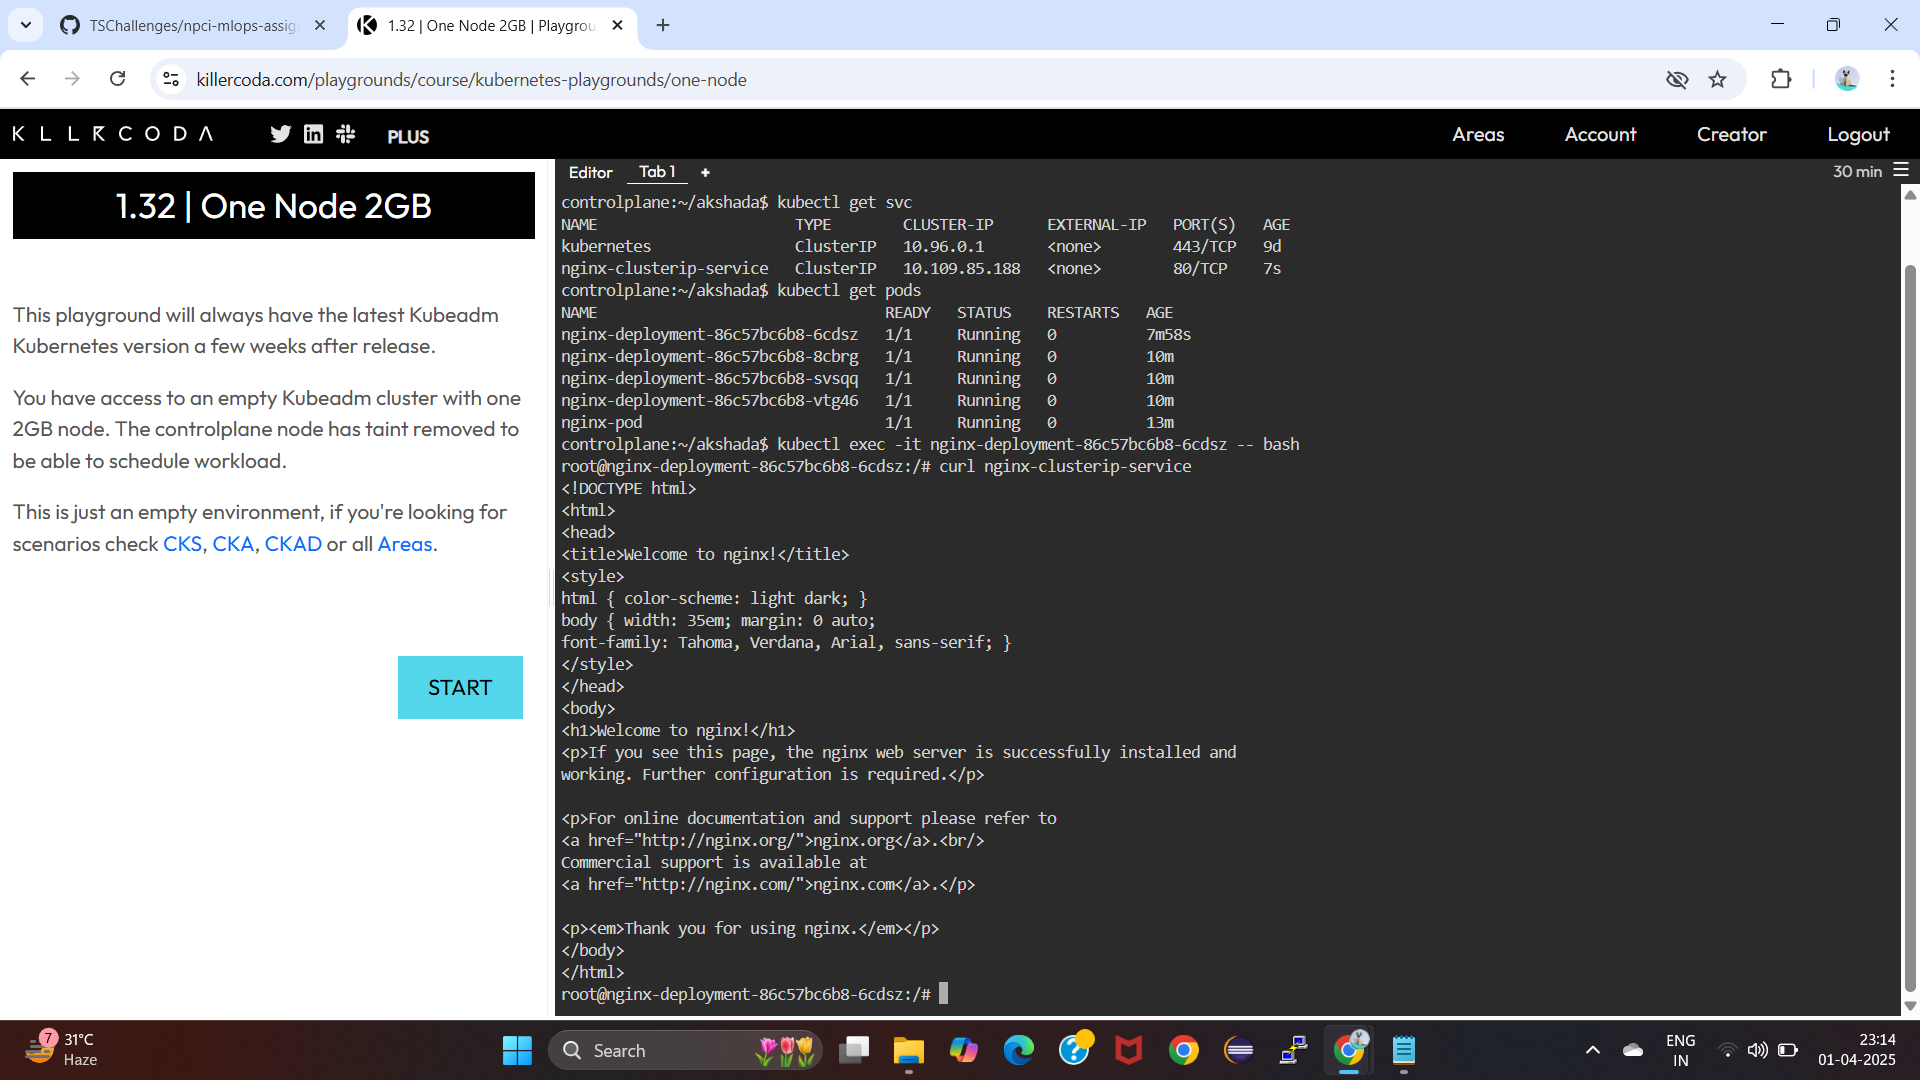 TSChallenges/npci-mlops-assig
1.32 | One Node 2GB | Playgrou
killercoda.com/playgrounds/course/kubernetes-playgrounds/one-node
KLLRCODA
PLUS
Areas
Account
Creator
Logout
1.32 | One Node 2GB
This playground will always have the latest Kubeadm
Kubernetes version a few weeks after release.
You have access to an empty Kubeadm cluster with one
2GB node. The controlplane node has taint removed to
be able to schedule workload.
This is just an empty environment, if you're looking for
scenarios check CKS, CKA, CKAD or all Areas.
START
Editor Tab 1 +
30 min
controlplane:~/akshada$ kubectl get svc
NAME TYPE CLUSTER-IP EXTERNAL-IP PORT(S) AGE
kubernetes ClusterIP 10.96.0.1 <none> 443/TCP 9d
nginx-clusterip-service ClusterIP 10.109.85.188 <none> 80/TCP 7s
controlplane:~/akshada$ kubectl get pods
NAME READY STATUS RESTARTS AGE
nginx-deployment-86c57bc6b8-6cdsz 1/1 Running 0 7m58s
nginx-deployment-86c57bc6b8-8cbrg 1/1 Running 0 10m
nginx-deployment-86c57bc6b8-svsqq 1/1 Running 0 10m
nginx-deployment-86c57bc6b8-vtg46 1/1 Running 0 10m
nginx-pod 1/1 Running 0 13m
controlplane:~/akshada$ kubectl exec -it nginx-deployment-86c57bc6b8-6cdsz -- bash
root@nginx-deployment-86c57bc6b8-6cdsz:/# curl nginx-clusterip-service
<!DOCTYPE html>
<html>
<head>
<title>Welcome to nginx!</title>
<style>
html { color-scheme: light dark; }
body { width: 35em; margin: 0 auto;
font-family: Tahoma, Verdana, Arial, sans-serif; }
</style>
</head>
<body>
<h1>Welcome to nginx!</h1>
<p>If you see this page, the nginx web server is successfully installed and
working. Further configuration is required.</p>
<p>For online documentation and support please refer to
<a href="http://nginx.org/">nginx.org</a>.<br/>
Commercial support is available at
<a href="http://nginx.com/">nginx.com</a>.</p>
<p><em>Thank you for using nginx.</em></p>
</body>
</html>
root@nginx-deployment-86c57bc6b8-6cdsz:/#
7
31°C
Haze
Search
ENG
IN
23:14
01-04-2025